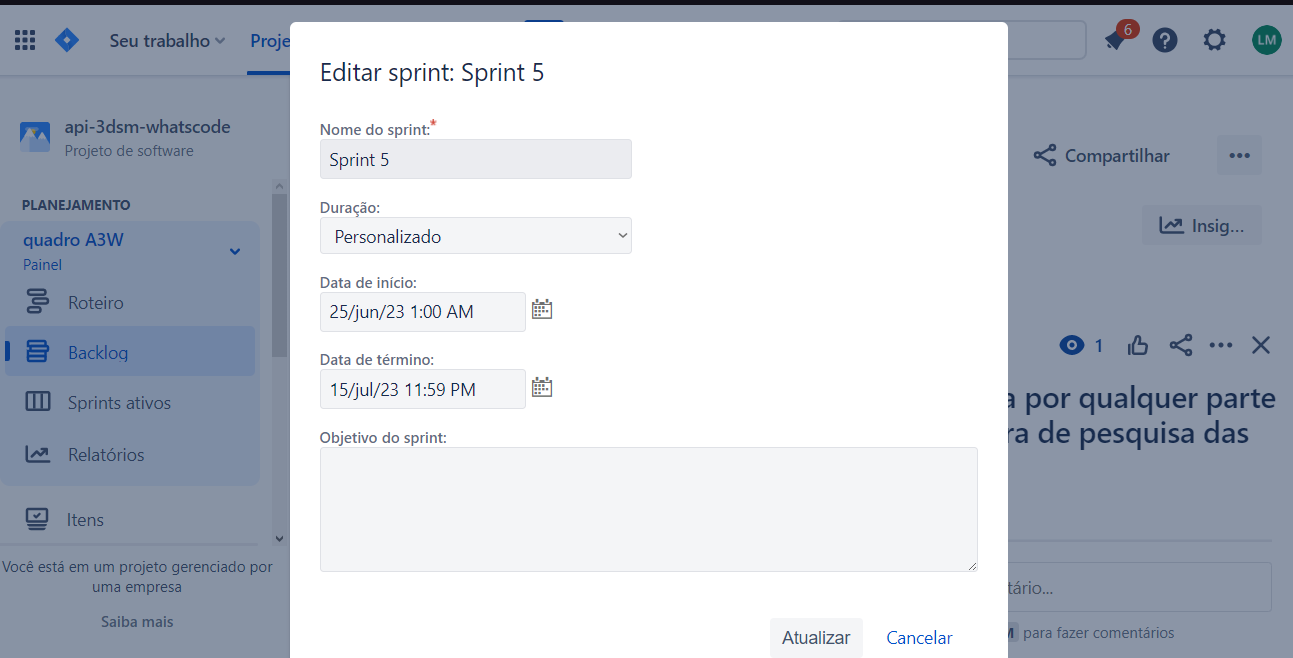 Seu trabalho
Proje
6
LM
api-3dsm-whatscode
Projeto de software
PLANEJAMENTO
quadro A3W
Painel
Roteiro
Backlog
Sprints ativos
Relatórios
Itens
Você está em um projeto gerenciado por
uma empresa
Saiba mais
Editar sprint: Sprint 5
Nome do sprint:*
Sprint 5
Duração:
Personalizado
Data de início:
25/jun/23 1:00 AM
Data de término:
15/jul/23 11:59 PM
Objetivo do sprint:
Atualizar
Cancelar
Compartilhar
Insig...
1
a por qualquer parte
ra de pesquisa das
tário...
M para fazer comentários